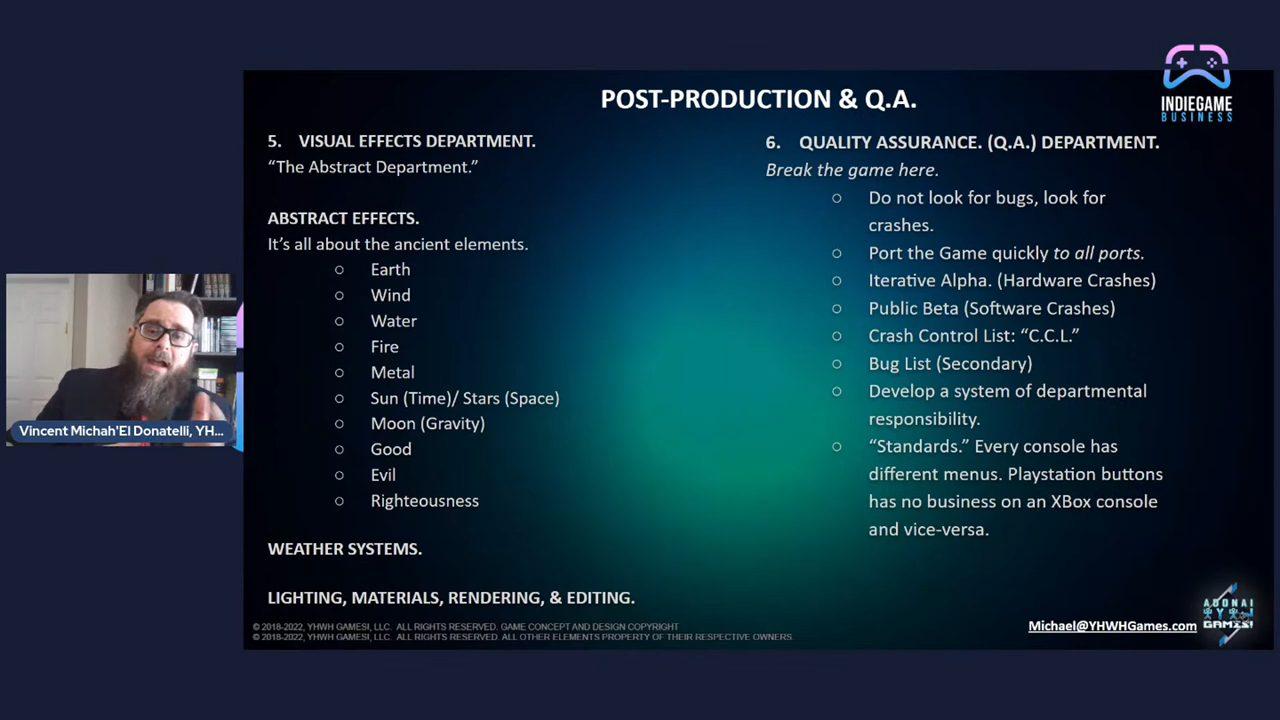 INDIEGAME
BUSINESS
POST-PRODUCTION & Q.A.
5. VISUAL EFFECTS DEPARTMENT.
“The Abstract Department.”
ABSTRACT EFFECTS.
It’s all about the ancient elements.
○ Earth
○ Wind
○ Water
○ Fire
○ Metal
○ Sun (Time)/ Stars (Space)
○ Moon (Gravity)
○ Good
○ Evil
○ Righteousness
WEATHER SYSTEMS.
LIGHTING, MATERIALS, RENDERING, & EDITING.
6. QUALITY ASSURANCE. (Q.A.) DEPARTMENT.
Break the game here.
○ Do not look for bugs, look for
crashes.
○ Port the Game quickly to all ports.
○ Iterative Alpha. (Hardware Crashes)
○ Public Beta (Software Crashes)
○ Crash Control List: “C.C.L.”
○ Bug List (Secondary)
○ Develop a system of departmental
responsibility.
○ “Standards.” Every console has
different menus. Playstation buttons
has no business on an XBox console
and vice-versa.
Vincent Michah'El Donatelli, YH...
© 2018-2022, YHWH GAMESI, LLC. ALL RIGHTS RESERVED. GAME CONCEPT AND DESIGN COPYRIGHT
© 2018-2022, YHWH GAMESI, LLC. ALL RIGHTS RESERVED. ALL OTHER ELEMENTS PROPERTY OF THEIR RESPECTIVE OWNERS.
Michael@YHWHGames.com
ADONAI
GAMES!